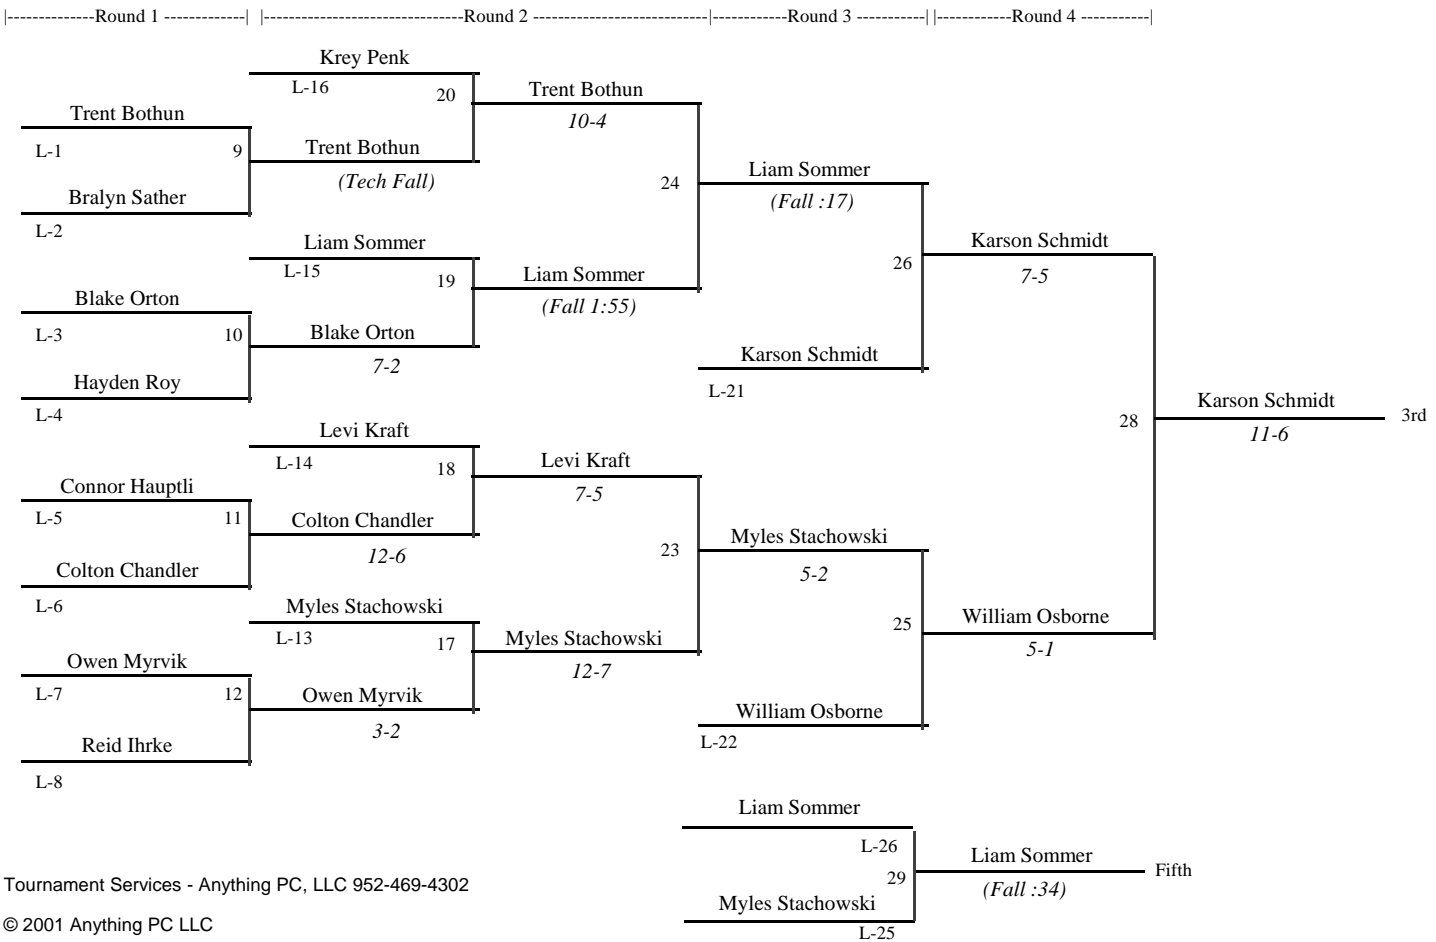 |--------------Round 1 -------------| |--------------------------------Round 2 ----------------------------|------------Round 3 -----------| |------------Round 4 -----------|
Krey Penk
L-16
20
Trent Bothun
10-4
Trent Bothun
L-1
9
Trent Bothun
(Tech Fall)
Bralyn Sather
L-2
24
Liam Sommer
(Fall :17)
Liam Sommer
L-15
19
Liam Sommer
(Fall 1:55)
26
Karson Schmidt
7-5
Blake Orton
L-3
10
Blake Orton
7-2
Hayden Roy
L-4
Karson Schmidt
L-21
28
Karson Schmidt
11-6
3rd
Levi Kraft
L-14
18
Levi Kraft
7-5
Connor Hauptli
L-5
11
Colton Chandler
12-6
Colton Chandler
L-6
23
Myles Stachowski
5-2
Myles Stachowski
L-13
17
Myles Stachowski
12-7
25
William Osborne
5-1
Owen Myrvik
L-7
12
Owen Myrvik
3-2
Reid Ihrke
L-8
William Osborne
L-22
Liam Sommer
L-26
29
Liam Sommer
(Fall :34)
Fifth
Myles Stachowski
L-25
Tournament Services - Anything PC, LLC 952-469-4302
© 2001 Anything PC LLC